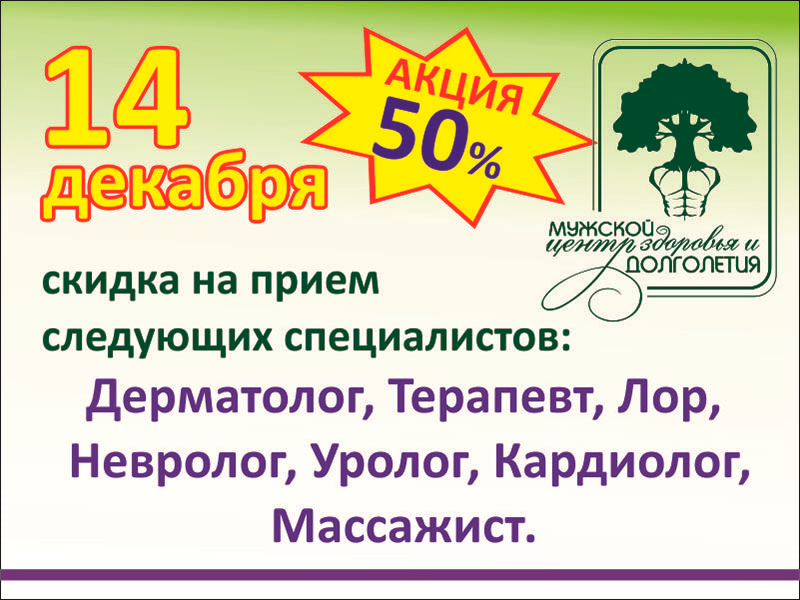 14
декабря
АКЦИЯ
50%
МУЖСКОЙ
центр здоровья и
ДОЛГОЛЕТИЯ
скидка на прием
следующих специалистов:
Дерматолог, Терапевт, Лор,
Невролог, Уролог, Кардиолог,
Массажист.